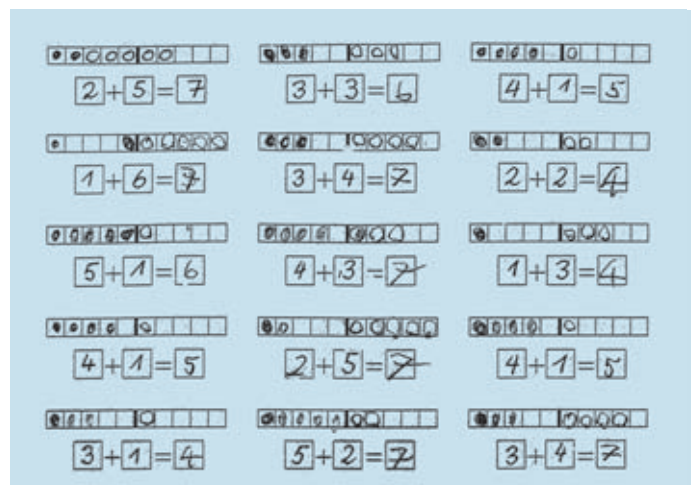 2+5=7 3+3=6 4+1=5
1+6=7 3+4=7 2+2=4
5+1=6 4+3=7 1+3=4
4+1=5 2+5=7 4+1=5
3+1=4 5+2=7 3+4=7